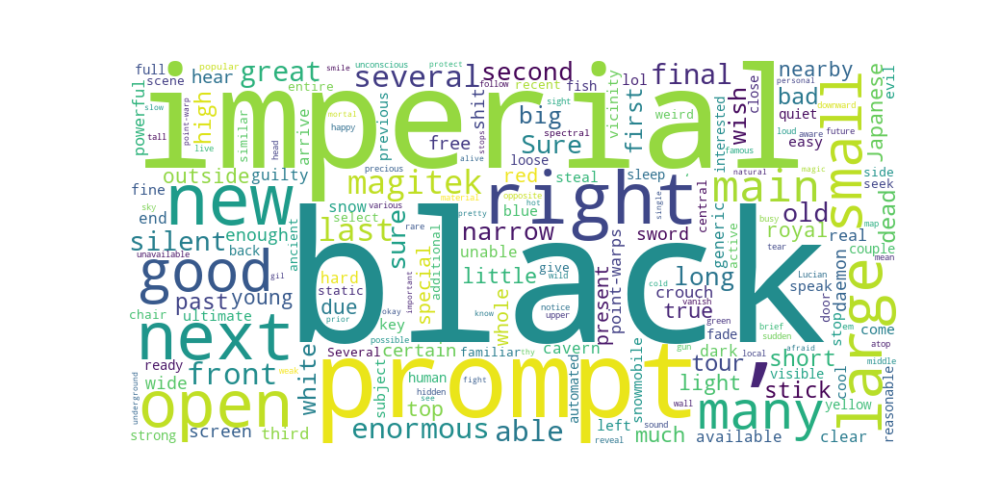 full
scene
popular
great
smile
unconscious
protect
several
second
follow
recent
sight
fish
lol
vicinity
final
nearby
personal
close
bad
quiet
downward
Japanese
evil
powerful
slow
point-warp
tall
live
high
hear
similar
entire
arrive
mortal
happy
head
imperial
previous
free
alive
stops
shit
spectral
big
Sure
loose
first
weird
interested
wish
loud
aware
future
easy
small
outside
guilty
fine
new
snow
select
various
magitek
precious
material
red
opposite
steal
blue
hot
pretty
right
sleep
single
central
main
natural
magic
famous
generic
old
royal
side
seek
dead
real
end
sky
silent
enough
ancient
back
rare
last
sure
narrow
unable
sword
busy
active
tear
couple
map
mean
unavailable
good
gil
hard
static
special
additional
important
little
give
wild
black
present
point-warps
notice
upper
cold
long
crouch
true
vanish
Lucian
speak
door
daemon
stop
large
past
young
due
chair
ultimate
prior
key
okay
know
whole
possible
green
fade
brief
sudden
em
come
atop
next
white
Several
certain
familiar
thy
cavern
gun
dark
local
afraid
short
visible
middle
ready
wide
front
weak
subject
human
hidden
see
fight
automated
snowmobile
wall
tour
,
light
stick
cool
yellow
reasonable
underground
open
prompt
top
left
sound
many
strong
screen
third
enormous
able
reveal
much
available
clear